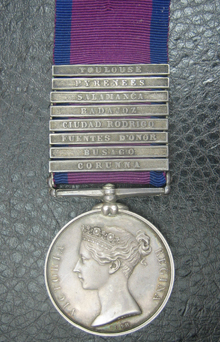 TOULOUSE
PYRENEES
SALAMANCA
BADAJOZ
CIUDAD RODRIGO
FUENTES D'ONOR
BUSACO
CORUNNA
VICTORIA REGINA